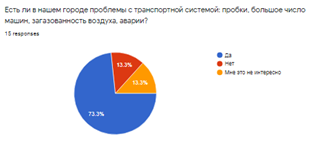 Есть ли в нашем городе проблемы с транспортной системой: пробки, большое число
машин, загазованность воздуха, аварии?
15 responses
Да
Нет
Мне это не интересно
13.3%
13.3%
73.3%